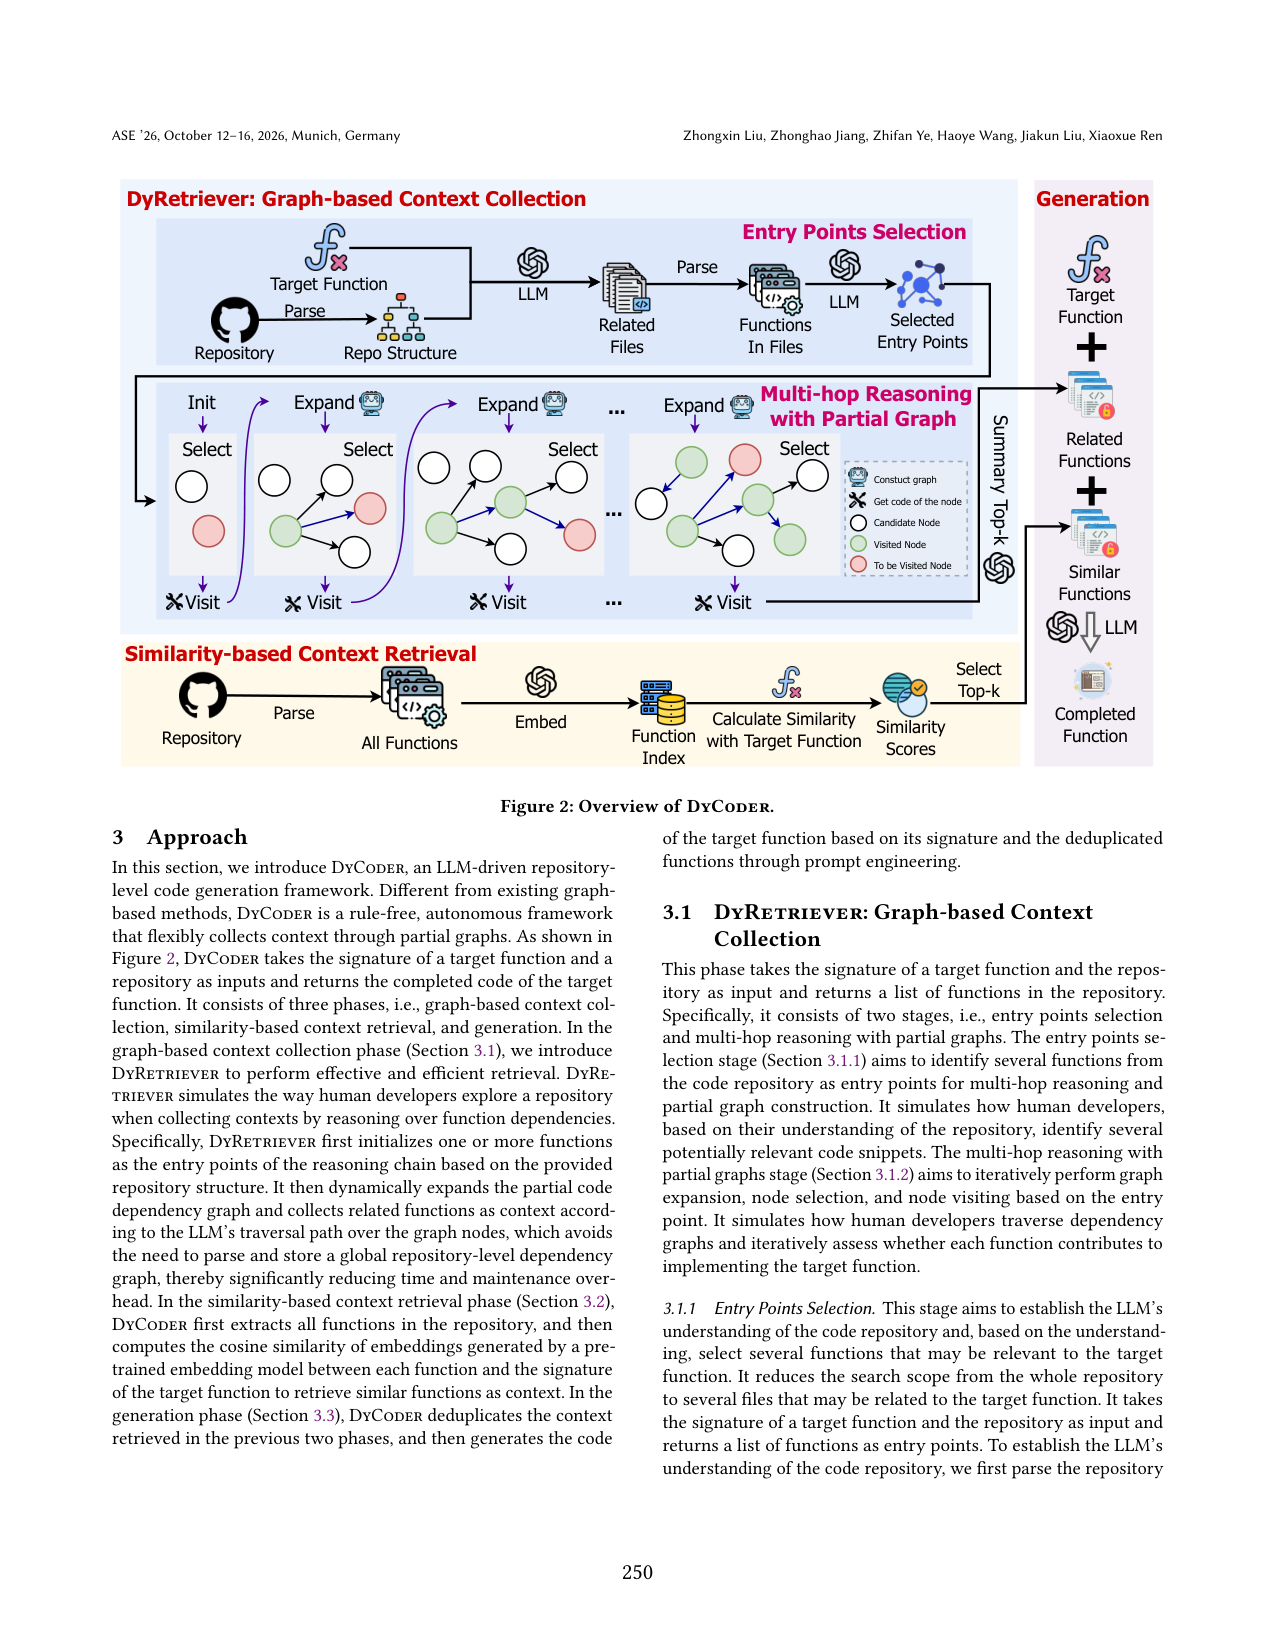 ASE '26, October 12–16, 2026, Munich, Germany
Zhongxin Liu, Zhonghao Jiang, Zhifan Ye, Haoye Wang, Jiakun Liu, Xiaoxue Ren
DyRetriever: Graph-based Context Collection
Entry Points Selection
Target Function
Parse
Repository
Repo Structure
LLM
Related
Files
Parse
Functions
In Files
LLM
Selected
Entry Points
Multi-hop Reasoning
with Partial Graph
Init
Select
Visit
Expand
Select
Visit
Expand
Select
Visit
...
...
...
Expand
Select
Visit
Constuct graph
Get code of the node
Candidate Node
Visited Node
To be Visited Node
Summary Top-k
Similarity-based Context Retrieval
Repository
Parse
All Functions
Embed
Function
Index
Calculate Similarity
with Target Function
Similarity
Scores
Select
Top-k
Generation
Target
Function
Related
Functions
Similar
Functions
LLM
Completed
Function
Figure 2: Overview of DyCoder.
3 Approach
In this section, we introduce DyCoder, an LLM-driven repository-
level code generation framework. Different from existing graph-
based methods, DyCoder is a rule-free, autonomous framework
that flexibly collects context through partial graphs. As shown in
Figure 2, DyCoder takes the signature of a target function and a
repository as inputs and returns the completed code of the target
function. It consists of three phases, i.e., graph-based context col-
lection, similarity-based context retrieval, and generation. In the
graph-based context collection phase (Section 3.1), we introduce
DyRetriever to perform effective and efficient retrieval. DyRe-
triever simulates the way human developers explore a repository
when collecting contexts by reasoning over function dependencies.
Specifically, DyRetriever first initializes one or more functions
as the entry points of the reasoning chain based on the provided
repository structure. It then dynamically expands the partial code
dependency graph and collects related functions as context accord-
ing to the LLM's traversal path over the graph nodes, which avoids
the need to parse and store a global repository-level dependency
graph, thereby significantly reducing time and maintenance over-
head. In the similarity-based context retrieval phase (Section 3.2),
DyCoder first extracts all functions in the repository, and then
computes the cosine similarity of embeddings generated by a pre-
trained embedding model between each function and the signature
of the target function to retrieve similar functions as context. In the
generation phase (Section 3.3), DyCoder deduplicates the context
retrieved in the previous two phases, and then generates the code
of the target function based on its signature and the deduplicated
functions through prompt engineering.
3.1 DyRetriever: Graph-based Context
Collection
This phase takes the signature of a target function and the repos-
itory as input and returns a list of functions in the repository.
Specifically, it consists of two stages, i.e., entry points selection
and multi-hop reasoning with partial graphs. The entry points se-
lection stage (Section 3.1.1) aims to identify several functions from
the code repository as entry points for multi-hop reasoning and
partial graph construction. It simulates how human developers,
based on their understanding of the repository, identify several
potentially relevant code snippets. The multi-hop reasoning with
partial graphs stage (Section 3.1.2) aims to iteratively perform graph
expansion, node selection, and node visiting based on the entry
point. It simulates how human developers traverse dependency
graphs and iteratively assess whether each function contributes to
implementing the target function.
3.1.1 Entry Points Selection. This stage aims to establish the LLM's
understanding of the code repository and, based on the understand-
ing, select several functions that may be relevant to the target
function. It reduces the search scope from the whole repository
to several files that may be related to the target function. It takes
the signature of a target function and the repository as input and
returns a list of functions as entry points. To establish the LLM's
understanding of the code repository, we first parse the repository
250